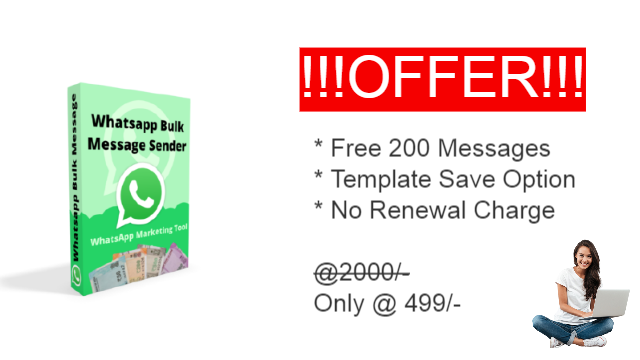 Whatsapp Bulk Message
Whatsapp Bulk
Message Sender
WhatsApp Marketing Tool
!!!OFFER!!!
* Free 200 Messages
* Template Save Option
* No Renewal Charge
@2000/-
Only @ 499/-